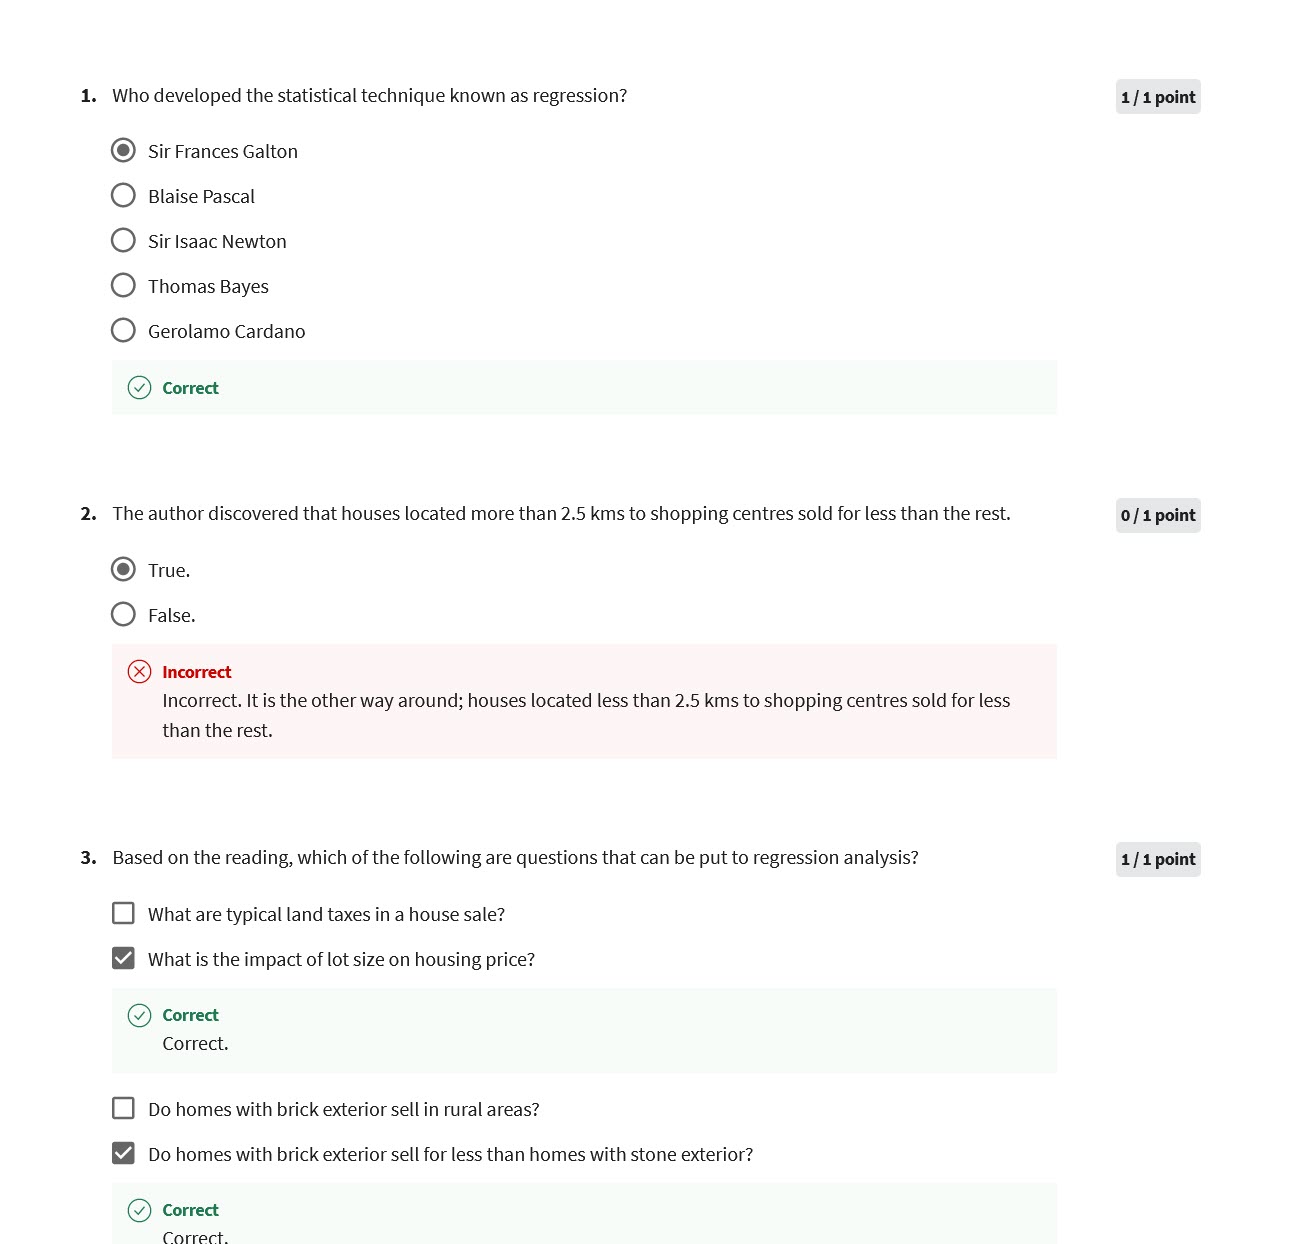 1. Who developed the statistical technique known as regression?
1 / 1 point
Sir Frances Galton
Blaise Pascal
Sir Isaac Newton
Thomas Bayes
Gerolamo Cardano
Correct
2. The author discovered that houses located more than 2.5 kms to shopping centres sold for less than the rest.
0 / 1 point
True.
False.
Incorrect
Incorrect. It is the other way around; houses located less than 2.5 kms to shopping centres sold for less
than the rest.
3. Based on the reading, which of the following are questions that can be put to regression analysis?
1 / 1 point
What are typical land taxes in a house sale?
What is the impact of lot size on housing price?
Correct
Correct.
Do homes with brick exterior sell in rural areas?
Do homes with brick exterior sell for less than homes with stone exterior?
Correct
Correct.